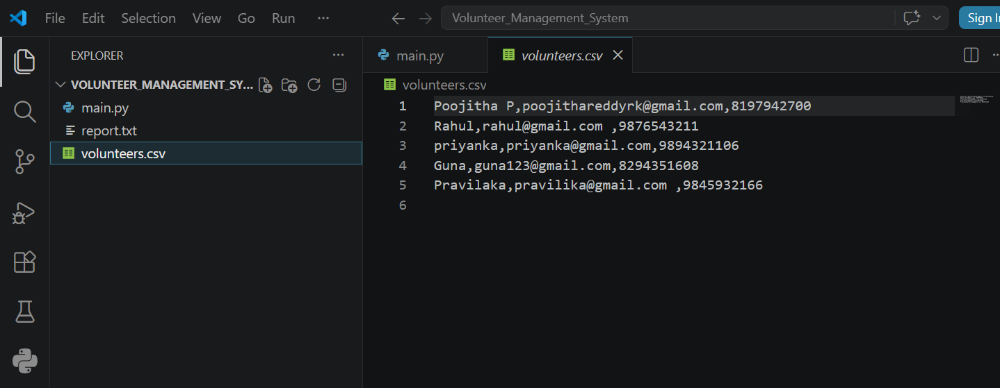 File Edit Selection View Go Run ... Volunteer_Management_System Sign In
EXPLORER ... main.py volunteers.csv
VOLUNTEER_MANAGEMENT_SY... volunteers.csv
main.py
report.txt
volunteers.csv
1 Poojitha P,poojithareddyrk@gmail.com,8197942700
2 Rahul,rahul@gmail.com ,9876543211
3 priyanka,priyanka@gmail.com,9894321106
4 Guna,guna123@gmail.com,8294351608
5 Pravilaka,pravilika@gmail.com ,9845932166
6